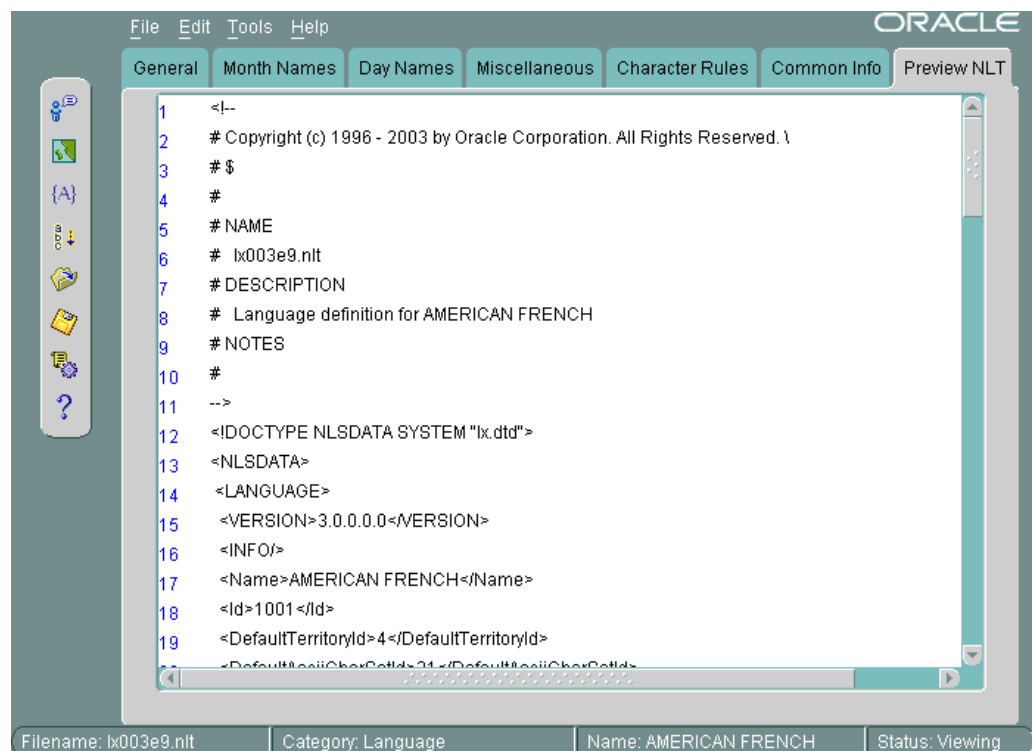 File Edit Tools Help
ORACLE
General Month Names Day Names Miscellaneous Character Rules Common Info Preview NLT
1 <!--
2 # Copyright (c) 1996 - 2003 by Oracle Corporation. All Rights Reserved. \
3 # $
4 #
5 # NAME
6 # lx003e9.nlt
7 # DESCRIPTION
8 # Language definition for AMERICAN FRENCH
9 # NOTES
10 #
11 -->
12 <!DOCTYPE NLSDATA SYSTEM "lx.dtd">
13 <NLSDATA>
14 <LANGUAGE>
15 <VERSION>3.0.0.0.0</VERSION>
16 <INFO/>
17 <Name>AMERICAN FRENCH</Name>
18 <Id>1001</Id>
19 <DefaultTerritoryId>4</DefaultTerritoryId>
<DefaultAsciiCharSetId>31</DefaultAsciiCharSetId>
{A}
a
b
c
?
Filename: lx003e9.nlt Category: Language Name: AMERICAN FRENCH Status: Viewing